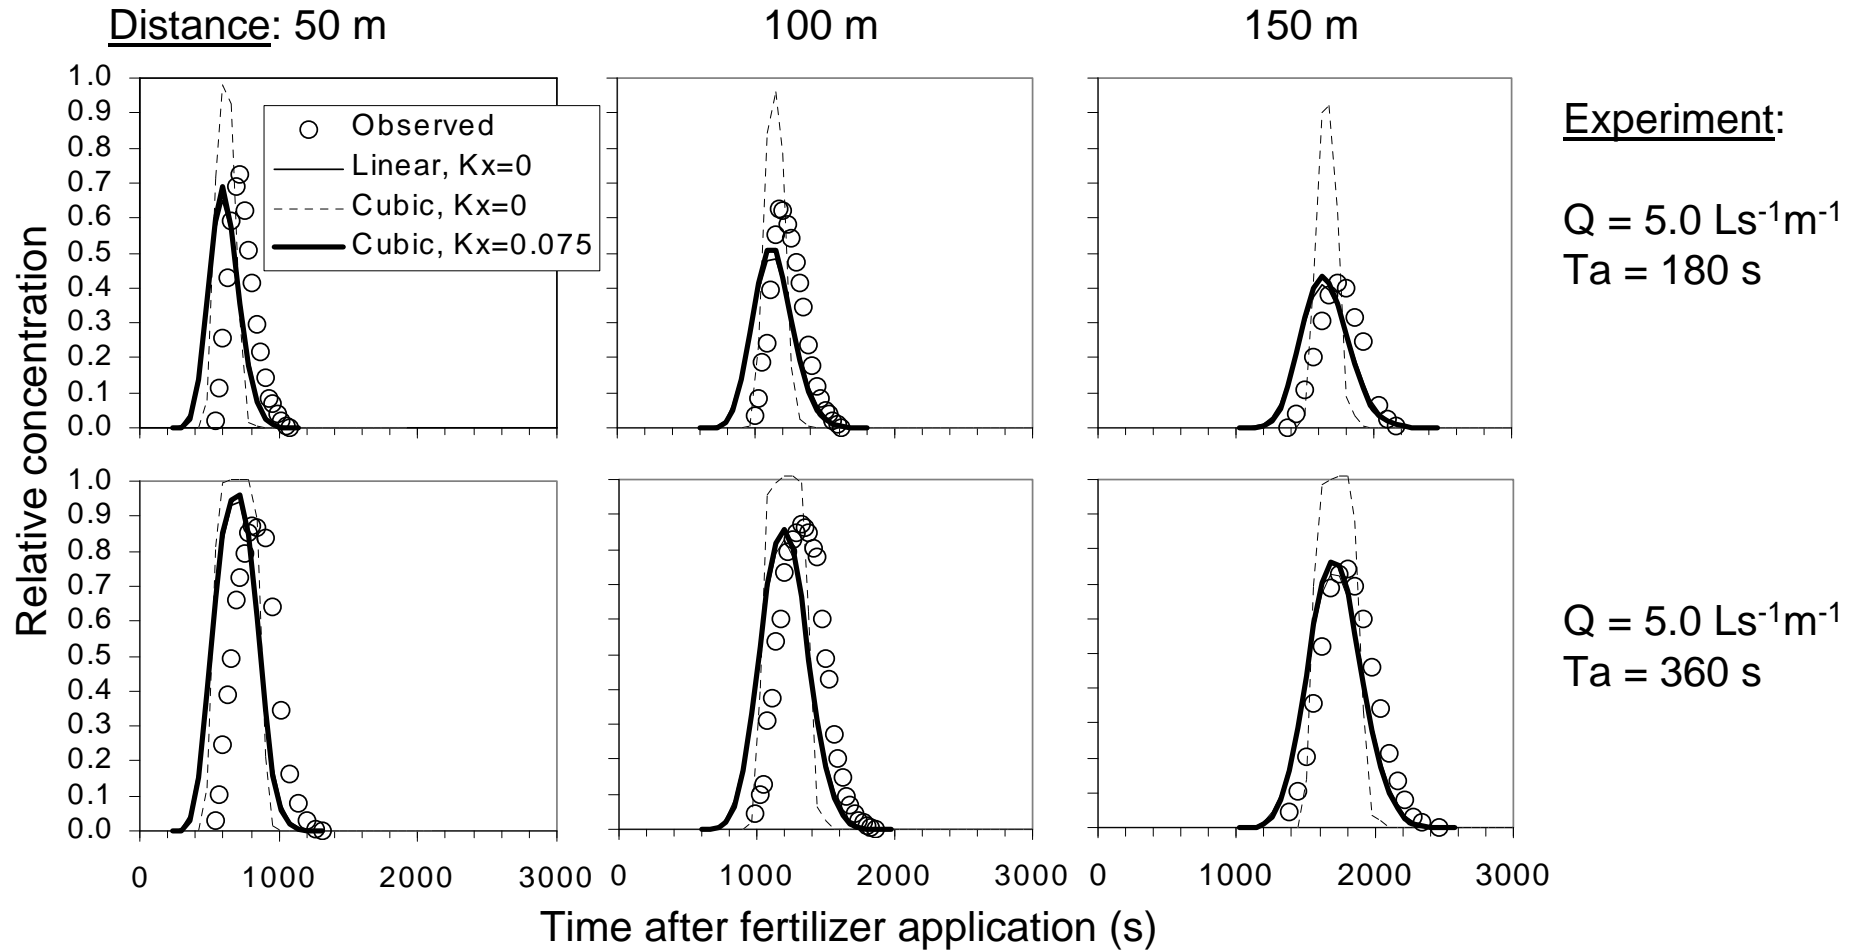 Distance: 50 m
100 m
150 m
1.0
0.9
0.8
0.7
0.6
0.5
0.4
0.3
0.2
0.1
0.0
Observed
Linear, Kx=0
Cubic, Kx=0
Cubic, Kx=0.075
Experiment:
Q = 5.0 Ls⁻¹m⁻¹
Ta = 180 s
Relative concentration
1.0
0.9
0.8
0.7
0.6
0.5
0.4
0.3
0.2
0.1
0.0
Q = 5.0 Ls⁻¹m⁻¹
Ta = 360 s
0 1000 2000 3000
0 1000 2000 3000
0 1000 2000 3000
Time after fertilizer application (s)